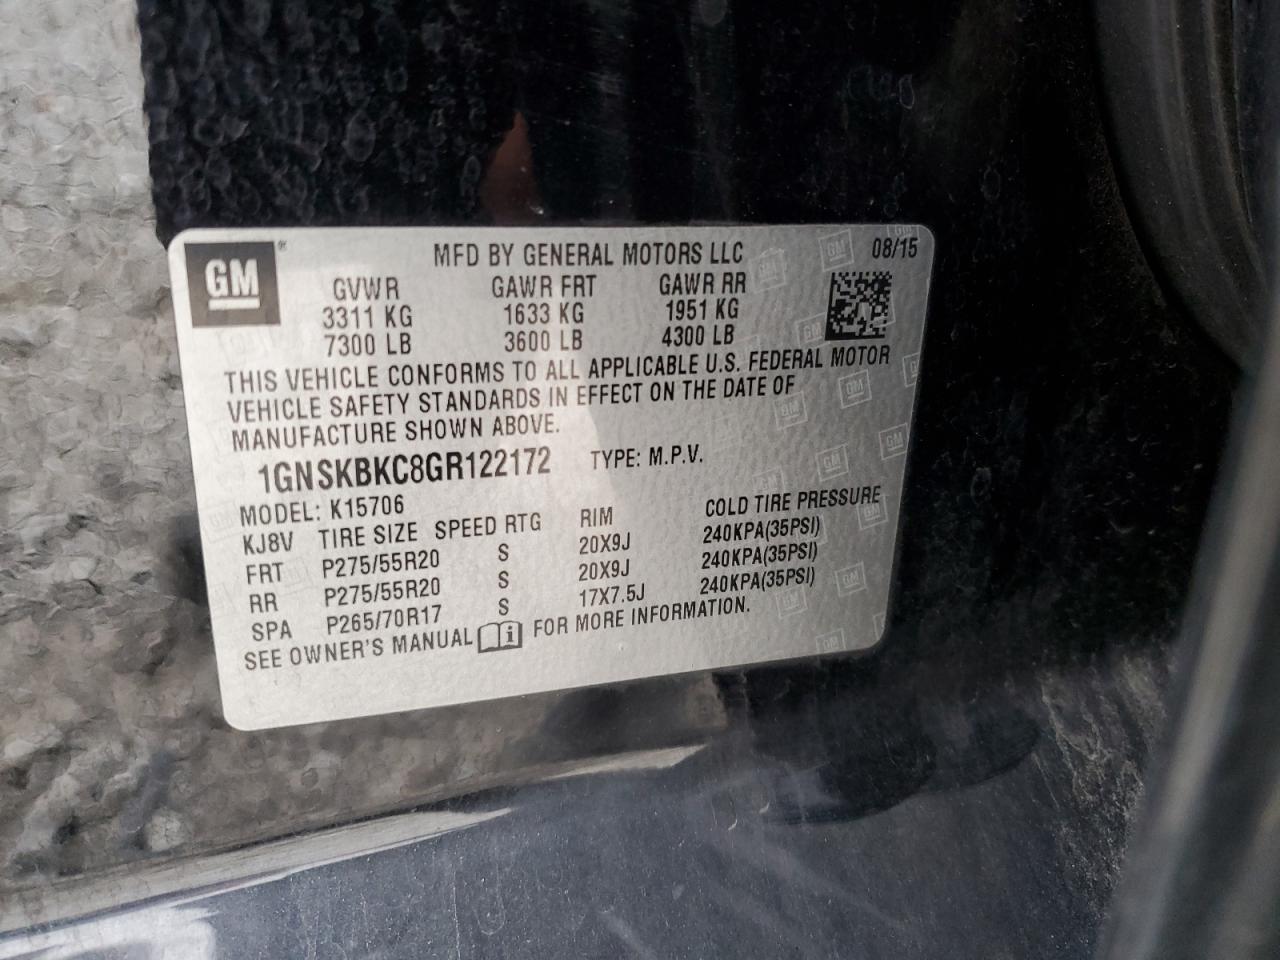 GM ® MFD BY GENERAL MOTORS LLC 08/15
GVWR GAWR FRT GAWR RR
3311 KG 1633 KG 1951 KG
7300 LB 3600 LB 4300 LB
THIS VEHICLE CONFORMS TO ALL APPLICABLE U.S. FEDERAL MOTOR
VEHICLE SAFETY STANDARDS IN EFFECT ON THE DATE OF
MANUFACTURE SHOWN ABOVE.
1GNSKBKC8GR122172 TYPE: M.P.V.
MODEL: K15706
KJ8V TIRE SIZE SPEED RTG RIM COLD TIRE PRESSURE
FRT P275/55R20 S 20X9J 240KPA(35PSI)
RR P275/55R20 S 20X9J 240KPA(35PSI)
SPA P265/70R17 S 17X7.5J 240KPA(35PSI)
SEE OWNER'S MANUAL i FOR MORE INFORMATION.